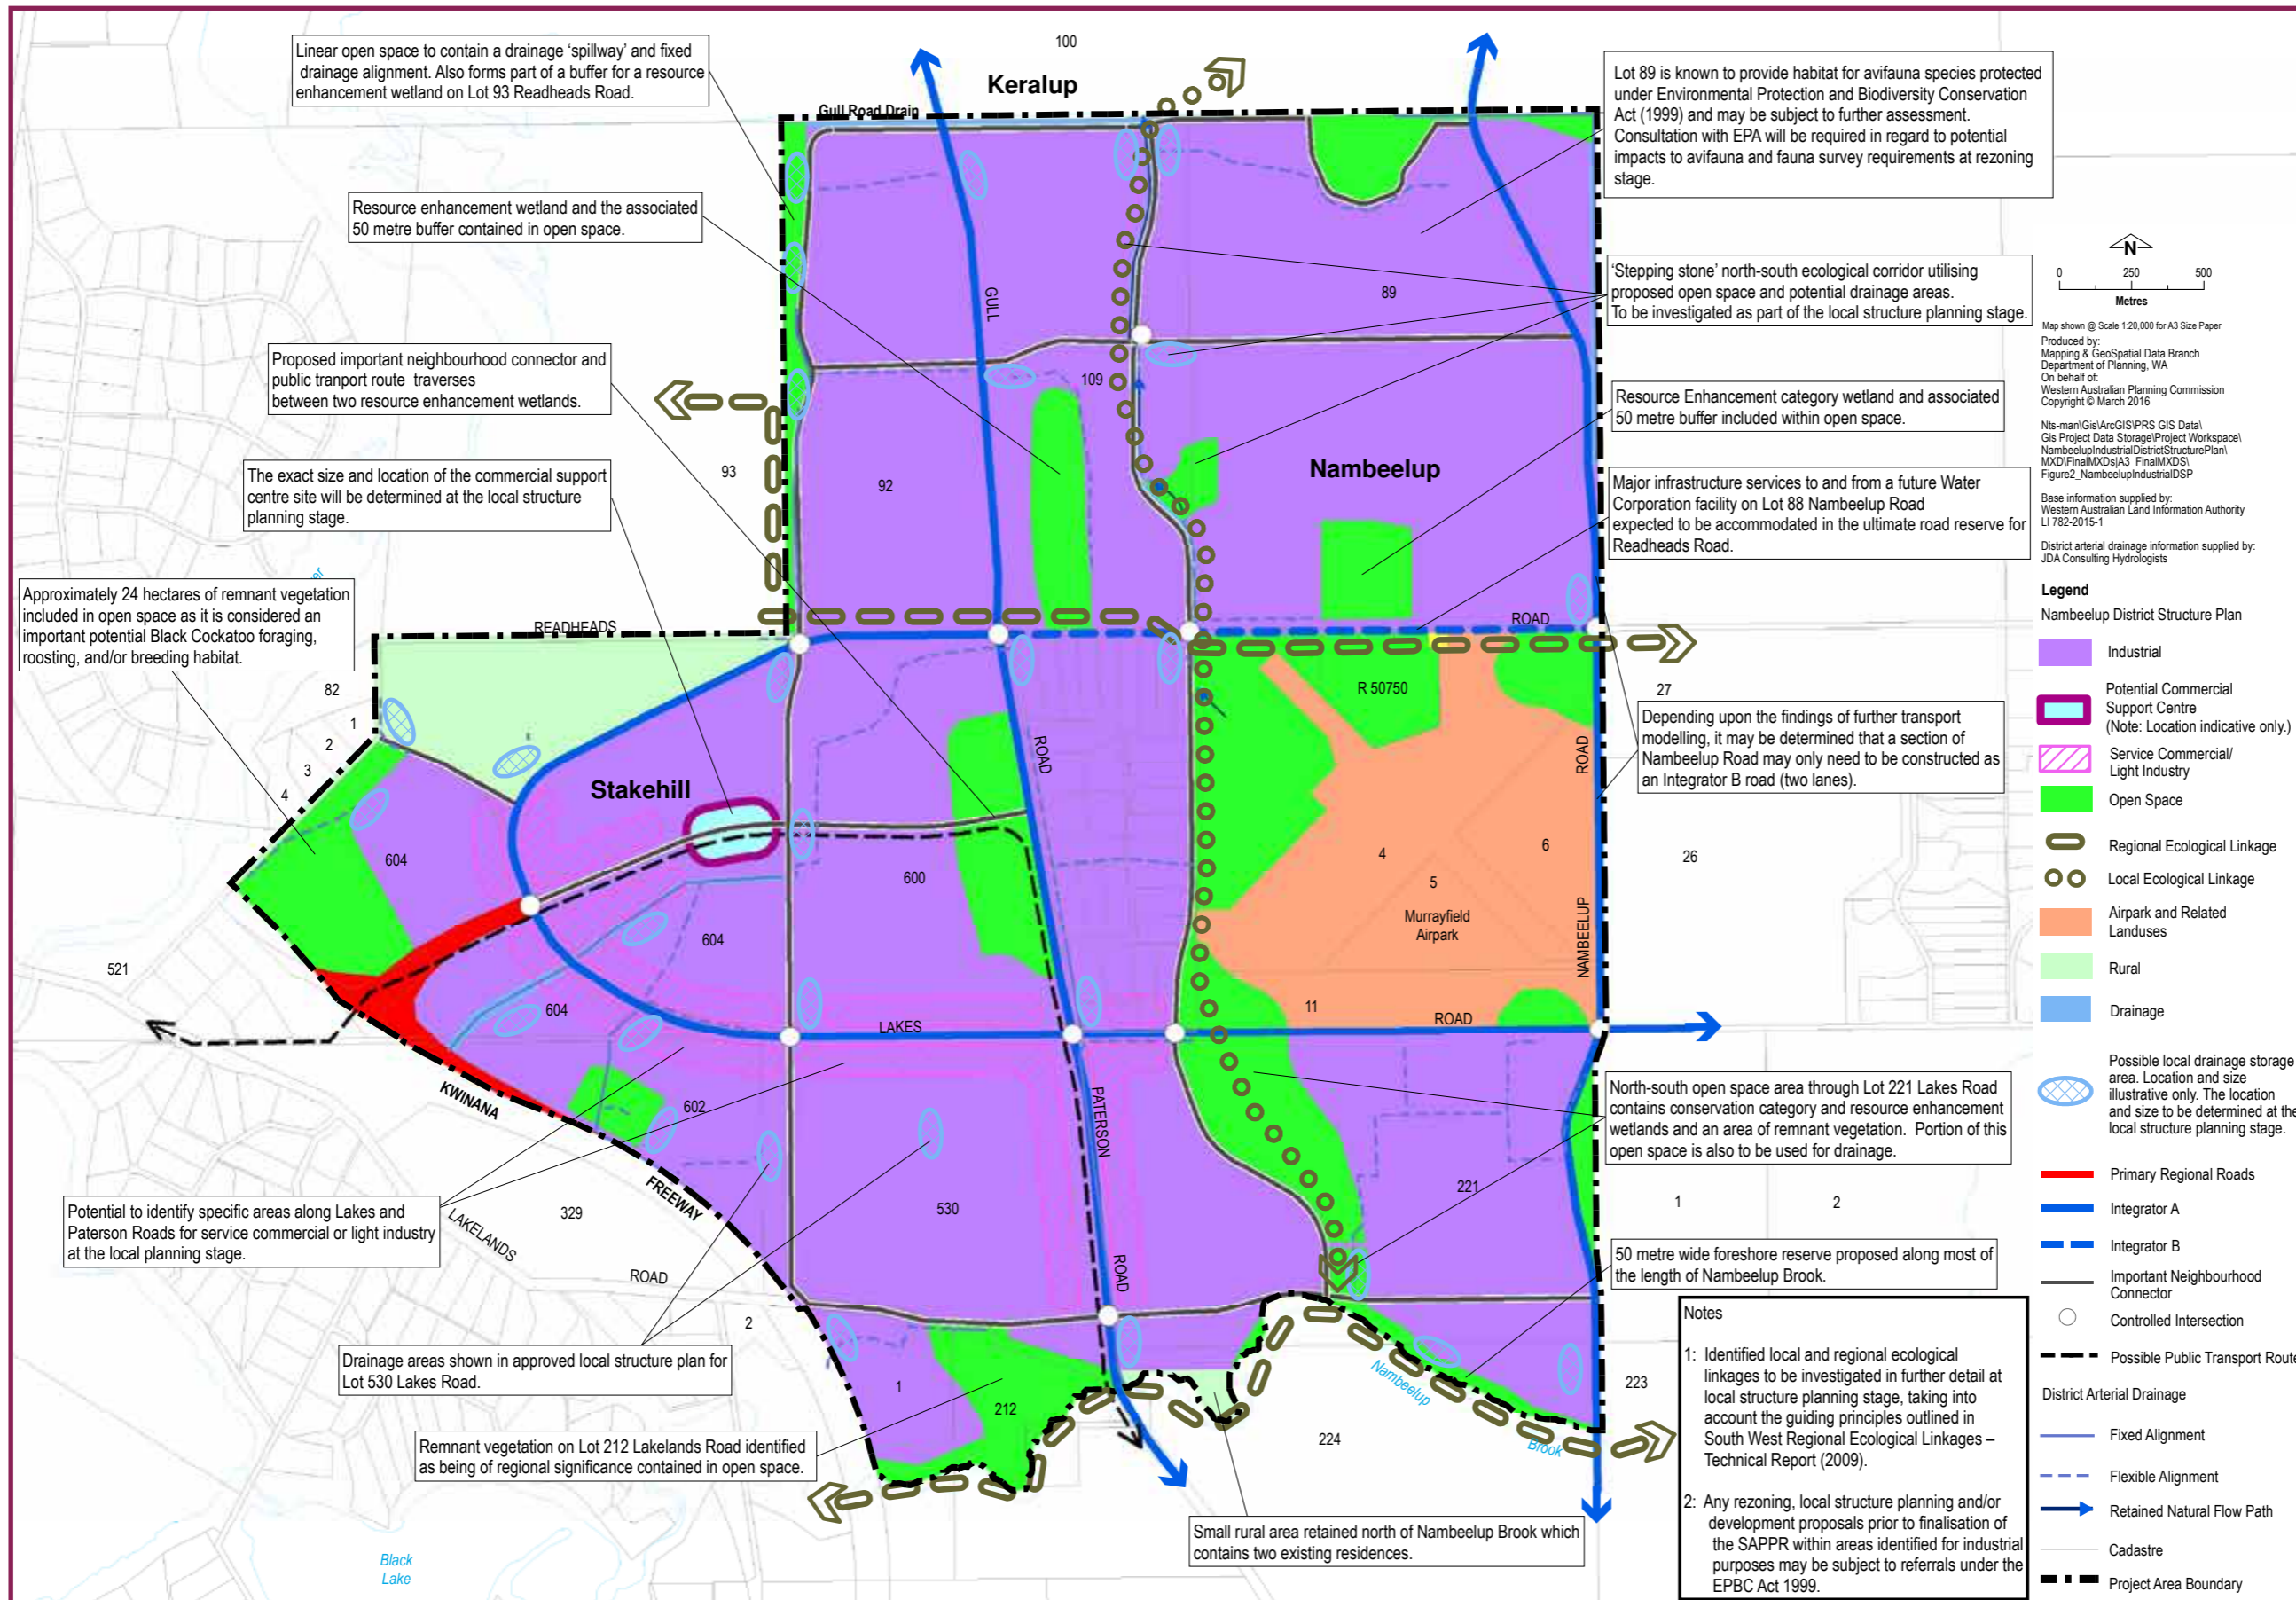 Linear open space to contain a drainage 'spillway' and fixed
drainage alignment. Also forms part of a buffer for a resource
enhancement wetland on Lot 93 Readheads Road.
100
Keralup
Gull Road Drain
Lot 89 is known to provide habitat for avifauna species protected
under Environmental Protection and Biodiversity Conservation
Act (1999) and may be subject to further assessment.
Consultation with EPA will be required in regard to potential
impacts to avifauna and fauna survey requirements at rezoning
stage.
Resource enhancement wetland and the associated
50 metre buffer contained in open space.
GULL
89
'Stepping stone' north-south ecological corridor utilising
proposed open space and potential drainage areas.
To be investigated as part of the local structure planning stage.
N
0 250 500
Metres
Map shown @ Scale 1:20,000 for A3 Size Paper
Produced by:
Mapping & GeoSpatial Data Branch
Department of Planning, WA
On behalf of:
Western Australian Planning Commission
Copyright © March 2016
Nts-man\Gis\ArcGIS\PRS GIS Data\
Gis Project Data Storage\Project Workspace\
NambeelupIndustrialDistrictStructurePlan\
MXD\FinalMXDs|A3_FinalMXDS\
Figure2_NambeelupIndustrialDSP
Base information supplied by:
Western Australian Land Information Authority
LI 782-2015-1
District arterial drainage information supplied by:
JDA Consulting Hydrologists
Proposed important neighbourhood connector and
public tranport route traverses
between two resource enhancement wetlands.
109
Resource Enhancement category wetland and associated
50 metre buffer included within open space.
93
92
Nambeelup
The exact size and location of the commercial support
centre site will be determined at the local structure
planning stage.
Major infrastructure services to and from a future Water
Corporation facility on Lot 88 Nambeelup Road
expected to be accommodated in the ultimate road reserve for
Readheads Road.
Approximately 24 hectares of remnant vegetation
included in open space as it is considered an
important potential Black Cockatoo foraging,
roosting, and/or breeding habitat.
READHEADS
ROAD
82
1
2
3
4
R 50750
27
Depending upon the findings of further transport
modelling, it may be determined that a section of
Nambeelup Road may only need to be constructed as
an Integrator B road (two lanes).
ROAD
ROAD
Stakehill
604
600
4
6
5
26
Murrayfield
Airpark
604
521
NAMBEELUP
604
11
LAKES
ROAD
KWINANA
602
PATERSON
North-south open space area through Lot 221 Lakes Road
contains conservation category and resource enhancement
wetlands and an area of remnant vegetation. Portion of this
open space is also to be used for drainage.
FREEWAY
221
1
2
Potential to identify specific areas along Lakes and
Paterson Roads for service commercial or light industry
at the local planning stage.
329
LAKELANDS
ROAD
530
ROAD
50 metre wide foreshore reserve proposed along most of
the length of Nambeelup Brook.
2
Drainage areas shown in approved local structure plan for
Lot 530 Lakes Road.
1
212
Nambeelup
Brook
223
224
Remnant vegetation on Lot 212 Lakelands Road identified
as being of regional significance contained in open space.
Small rural area retained north of Nambeelup Brook which
contains two existing residences.
Black
Lake
Notes
1: Identified local and regional ecological
linkages to be investigated in further detail at
local structure planning stage, taking into
account the guiding principles outlined in
South West Regional Ecological Linkages –
Technical Report (2009).
2: Any rezoning, local structure planning and/or
development proposals prior to finalisation of
the SAPPR within areas identified for industrial
purposes may be subject to referrals under the
EPBC Act 1999.
Legend
Nambeelup District Structure Plan
Industrial
Potential Commercial
Support Centre
(Note: Location indicative only.)
Service Commercial/
Light Industry
Open Space
Regional Ecological Linkage
Local Ecological Linkage
Airpark and Related
Landuses
Rural
Drainage
Possible local drainage storage
area. Location and size
illustrative only. The location
and size to be determined at the
local structure planning stage.
Primary Regional Roads
Integrator A
Integrator B
Important Neighbourhood
Connector
Controlled Intersection
Possible Public Transport Route
District Arterial Drainage
Fixed Alignment
Flexible Alignment
Retained Natural Flow Path
Cadastre
Project Area Boundary